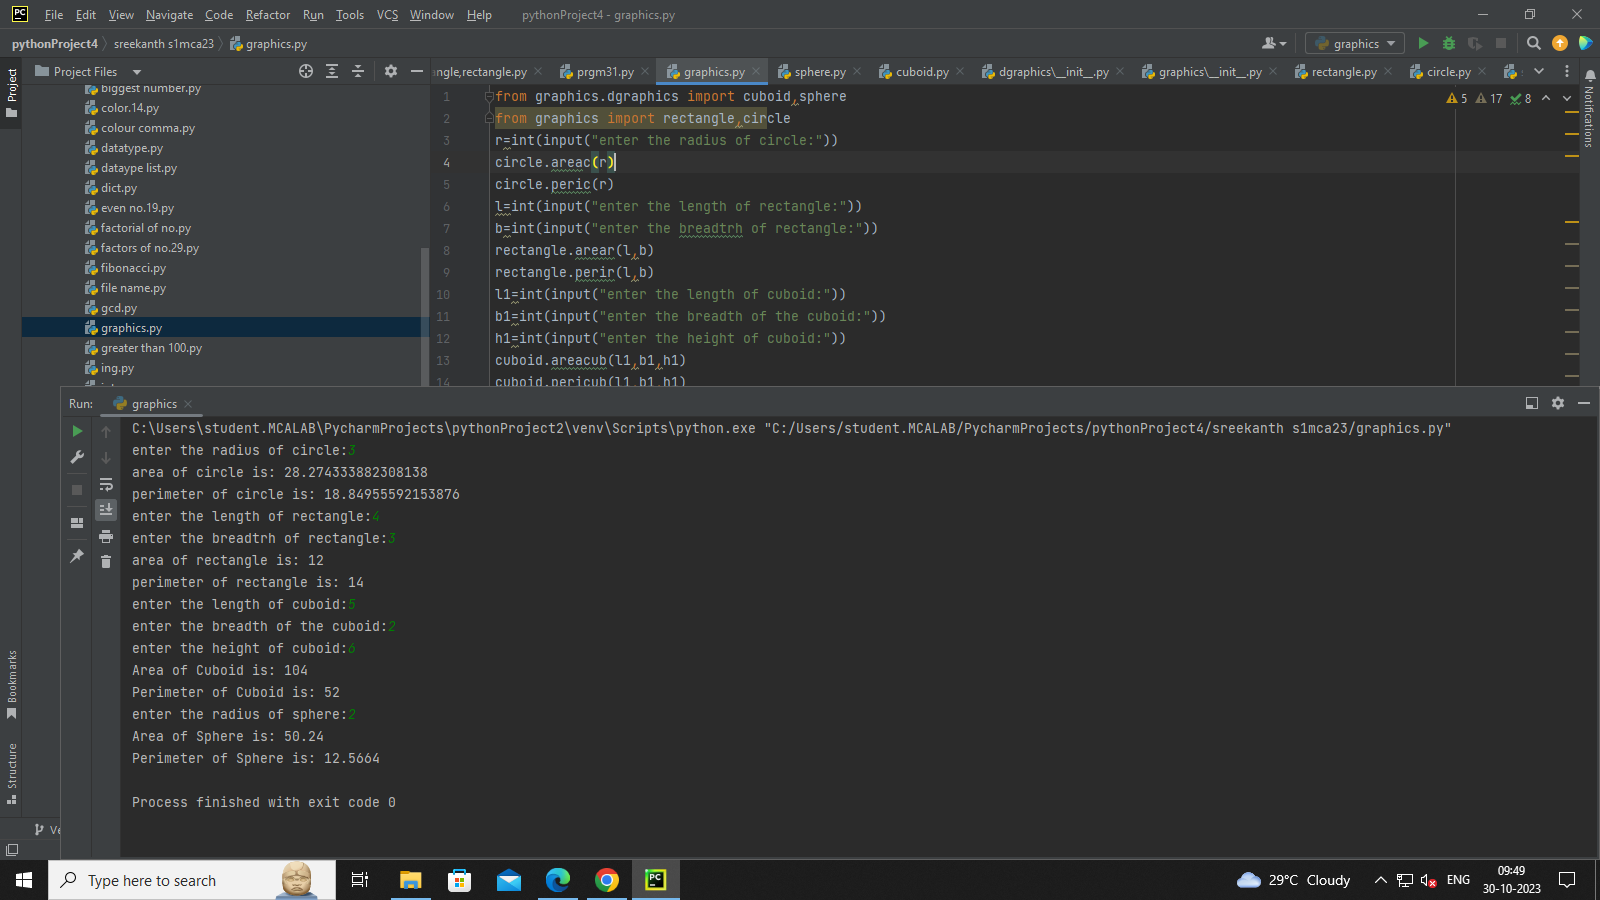 File Edit View Navigate Code Refactor Run Tools VCS Window Help pythonProject4 - graphics.py
pythonProject4 sreekanth s1mca23 graphics.py graphics
Project Files
angle,rectangle.py prgm31.py graphics.py sphere.py cuboid.py dgraphics\__init__.py graphics\__init__.py rectangle.py circle.py
Project
Notifications
Bookmarks
Structure
biggest number.py
color.14.py
colour comma.py
datatype.py
dataype list.py
dict.py
even no.19.py
factorial of no.py
factors of no.29.py
fibonacci.py
file name.py
gcd.py
graphics.py
greater than 100.py
ing.py
5 17 8
1 from graphics.dgraphics import cuboid,sphere
2 from graphics import rectangle,circle
3 r=int(input("enter the radius of circle:"))
4 circle.areac(r)
5 circle.peric(r)
6 l=int(input("enter the length of rectangle:"))
7 b=int(input("enter the breadtrh of rectangle:"))
8 rectangle.arear(l,b)
9 rectangle.perir(l,b)
10 l1=int(input("enter the length of cuboid:"))
11 b1=int(input("enter the breadth of the cuboid:"))
12 h1=int(input("enter the height of cuboid:"))
13 cuboid.areacub(l1,b1,h1)
14 cuboid.pericub(l1,b1,h1)
Run: graphics
C:\Users\student.MCALAB\PycharmProjects\pythonProject2\venv\Scripts\python.exe "C:/Users/student.MCALAB/PycharmProjects/pythonProject4/sreekanth s1mca23/graphics.py"
enter the radius of circle:3
area of circle is: 28.274333882308138
perimeter of circle is: 18.84955592153876
enter the length of rectangle:4
enter the breadtrh of rectangle:3
area of rectangle is: 12
perimeter of rectangle is: 14
enter the length of cuboid:5
enter the breadth of the cuboid:2
enter the height of cuboid:6
Area of Cuboid is: 104
Perimeter of Cuboid is: 52
enter the radius of sphere:2
Area of Sphere is: 50.24
Perimeter of Sphere is: 12.5664
Process finished with exit code 0
Ve
Type here to search
29°C Cloudy
ENG
09:49
30-10-2023